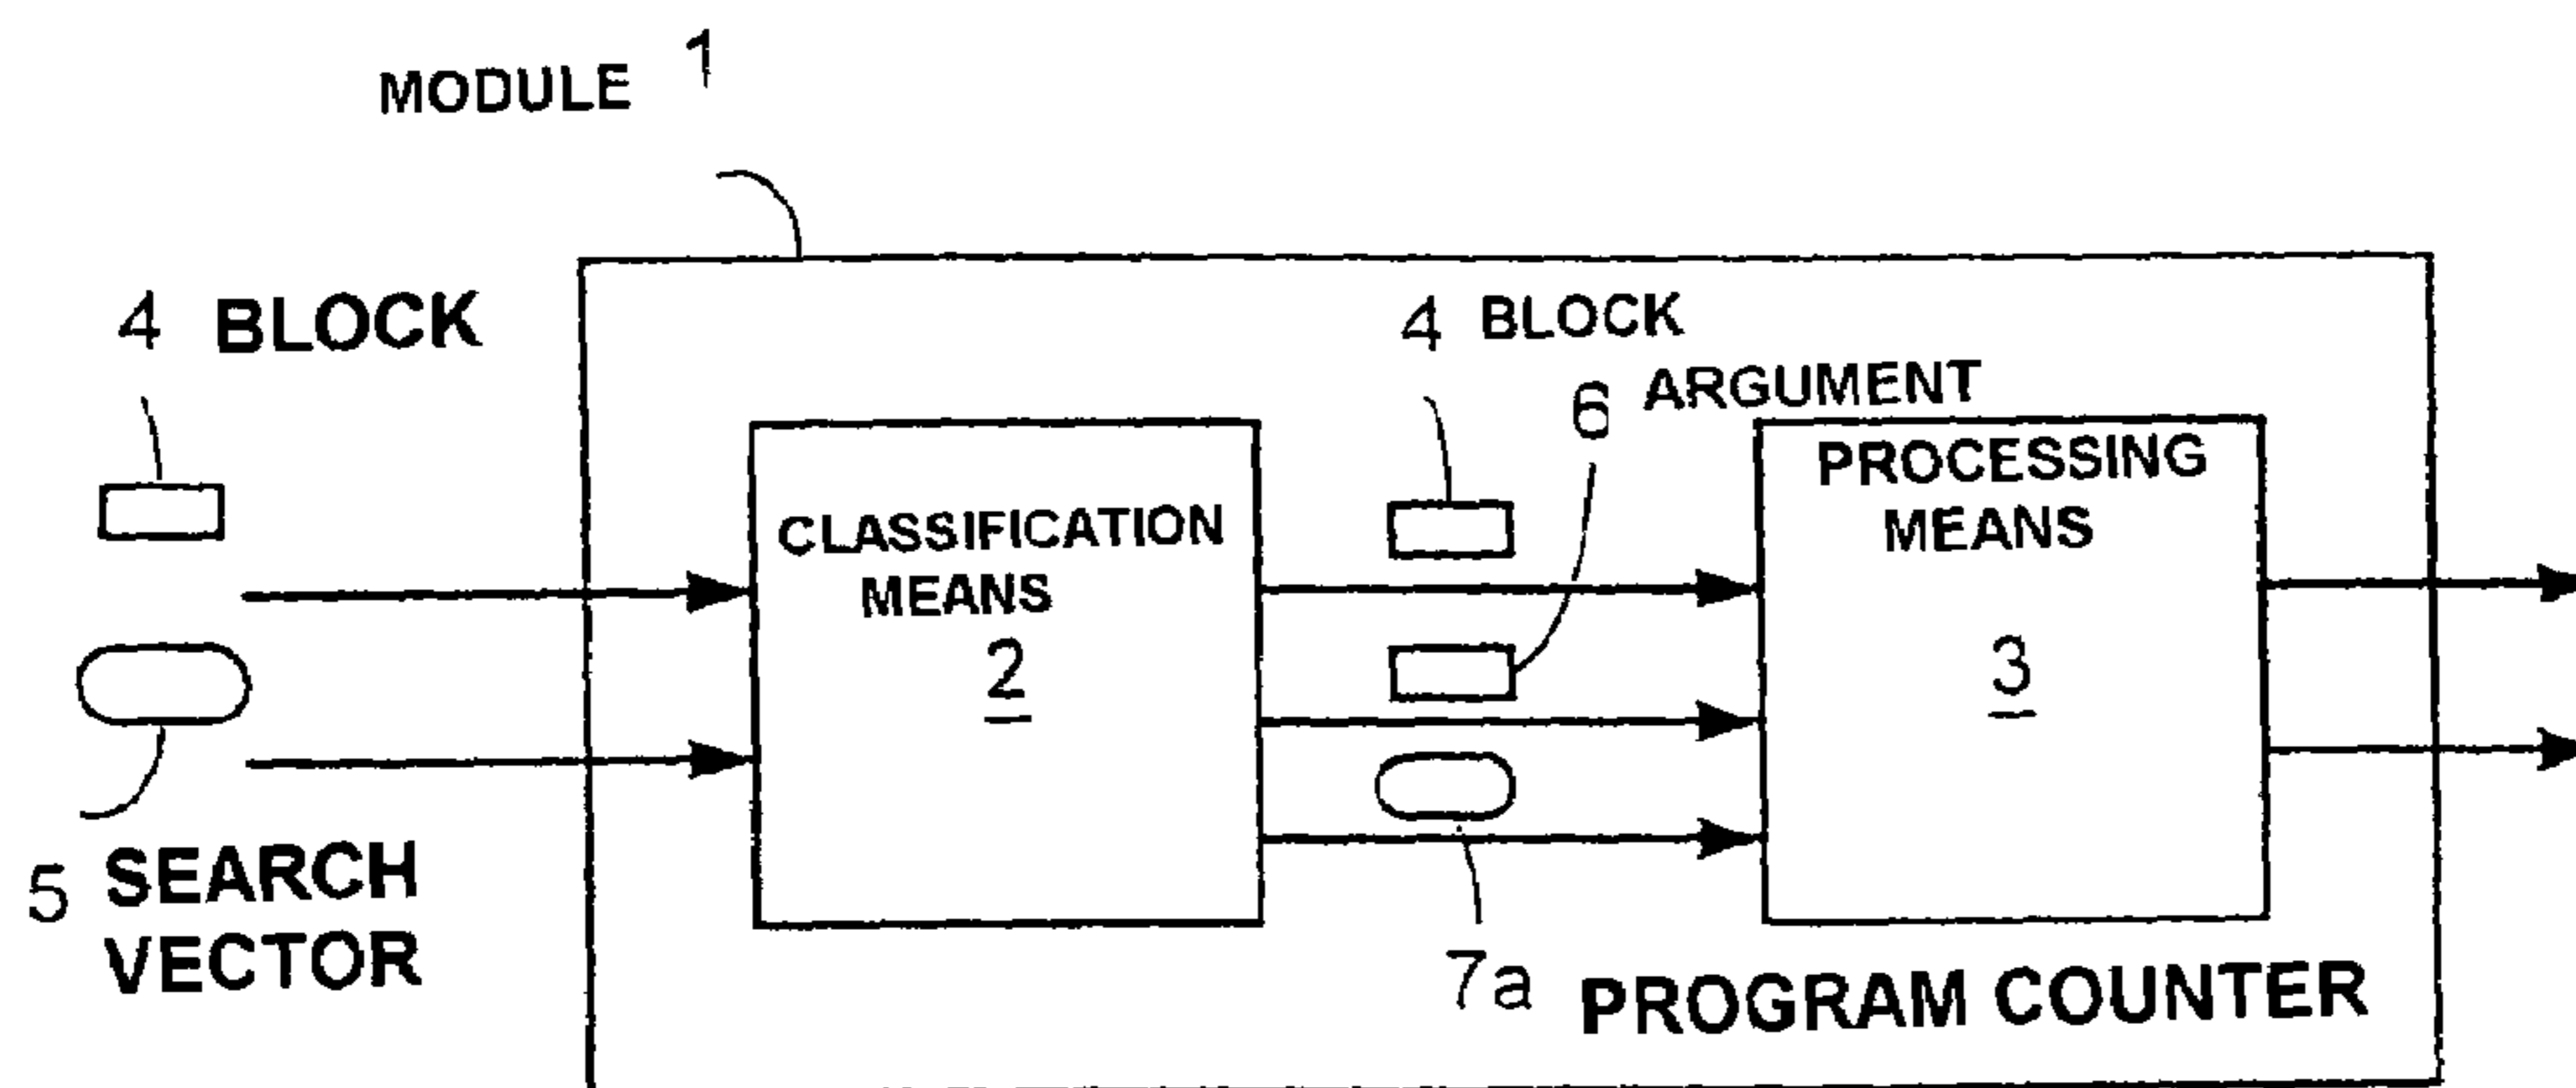 MODULE 1
4 BLOCK
4 BLOCK
6 ARGUMENT
CLASSIFICATION
MEANS
2
PROCESSING
MEANS
3
5 SEARCH
VECTOR
7a PROGRAM COUNTER